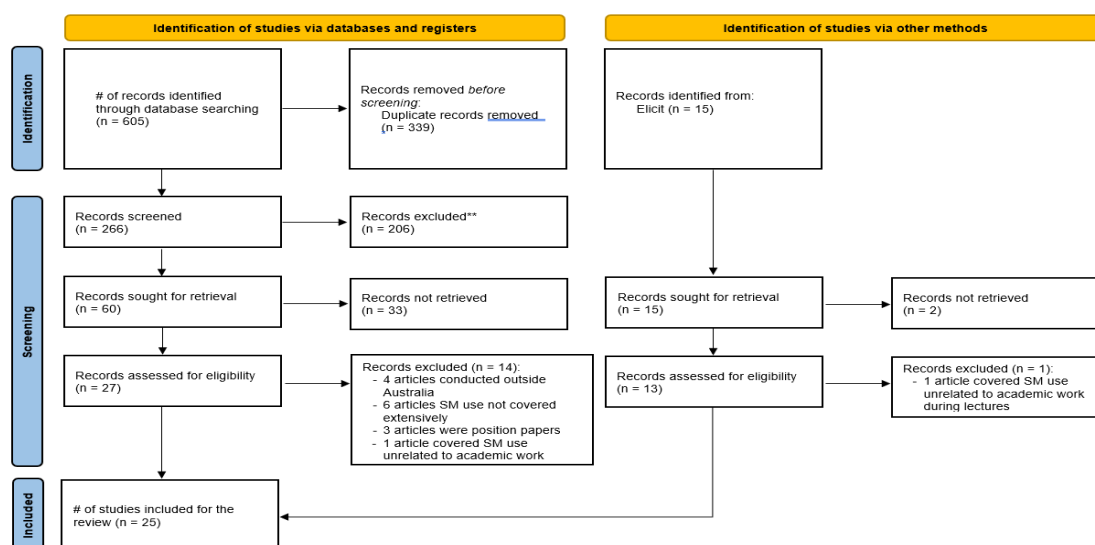 Identification of studies via databases and registers
Identification of studies via other methods
Identification
# of records identified
through database searching
(n = 605)
Records removed before
screening:
Duplicate records removed
(n = 339)
Records identified from:
Elicit (n = 15)
Screening
Records screened
(n = 266)
Records excluded**
(n = 206)
Records sought for retrieval
(n = 60)
Records not retrieved
(n = 33)
Records sought for retrieval
(n = 15)
Records not retrieved
(n = 2)
Records assessed for eligibility
(n = 27)
Records excluded (n = 14):
- 4 articles conducted outside
Australia
- 6 articles SM use not covered
extensively
- 3 articles were position papers
- 1 article covered SM use
unrelated to academic work
Records assessed for eligibility
(n = 13)
Records excluded (n = 1):
- 1 article covered SM use
unrelated to academic work
during lectures
Included
# of studies included for the
review (n = 25)